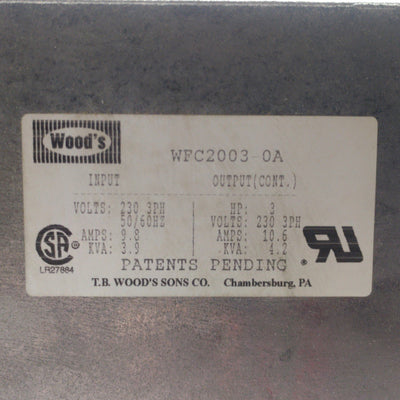 Wood's
WFC2003-0A
INPUT OUTPUT(CONT.)
VOLTS: 230 3PH HP: 3
50/60HZ VOLTS: 230 3PH
AMPS: 9.8 AMPS: 10.6
KVA: 3.9 KVA: 4.2
LR27884
PATENTS PENDING
T.B. WOOD'S SONS CO. Chambersburg, PA